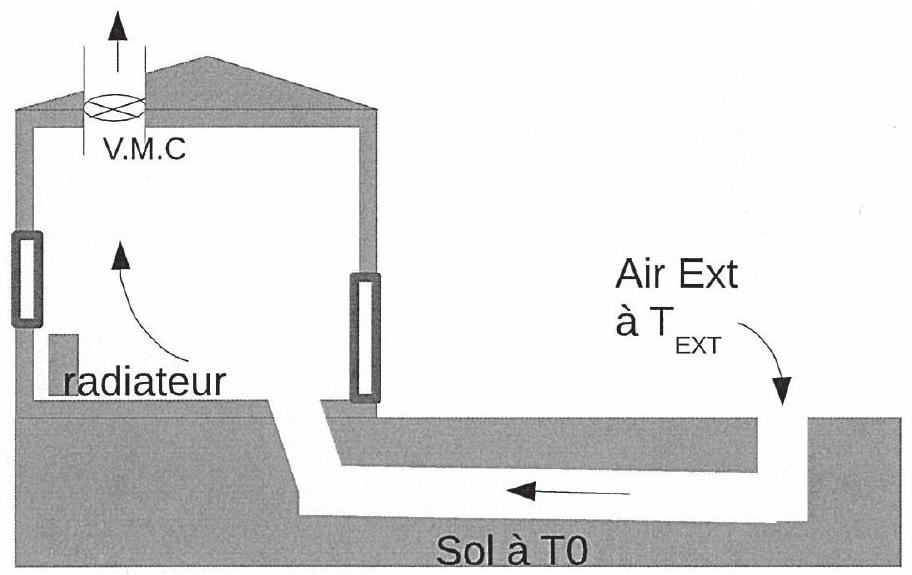 V.M.C
Air Ext
à T EXT
radiateur
Sol à T0